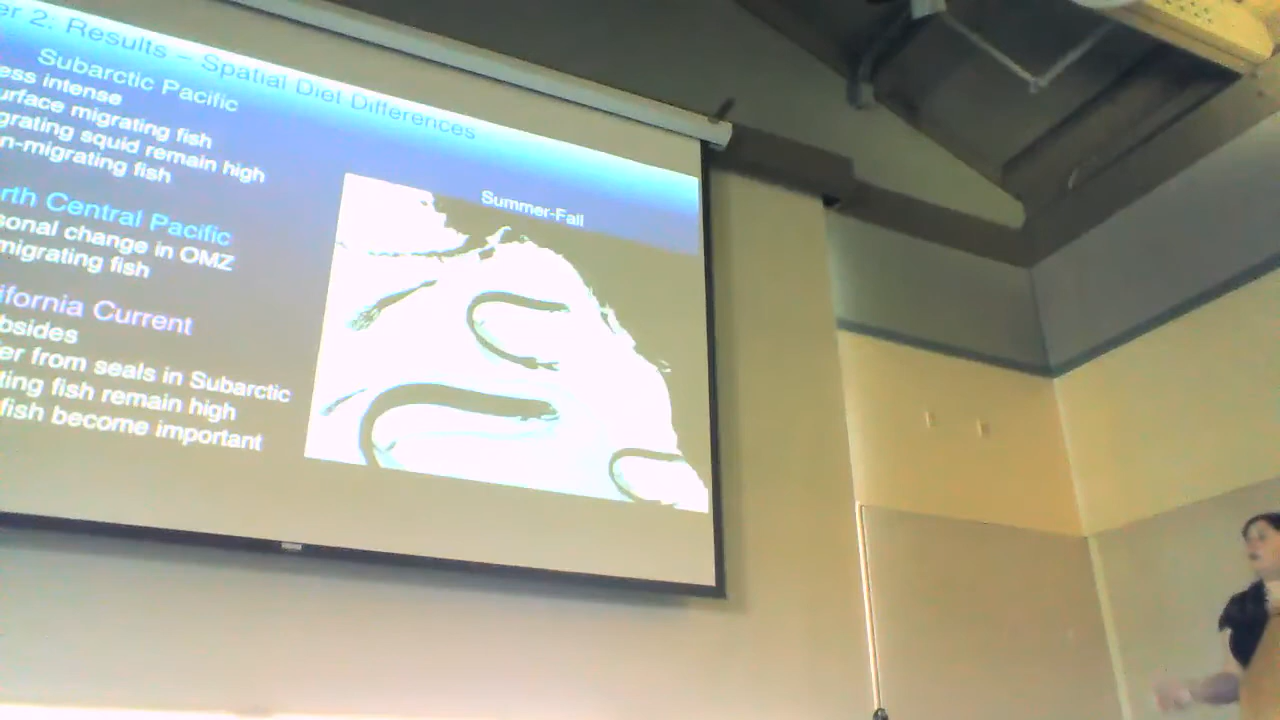 er 2: Results – Spatial Diet Differences
Subarctic Pacific
ess intense
urface migrating fish
grating squid remain high
n-migrating fish
rth Central Pacific
sonal change in OMZ
migrating fish
ifornia Current
bsides
er from seals in Subarctic
ting fish remain high
fish become important
Summer-Fall